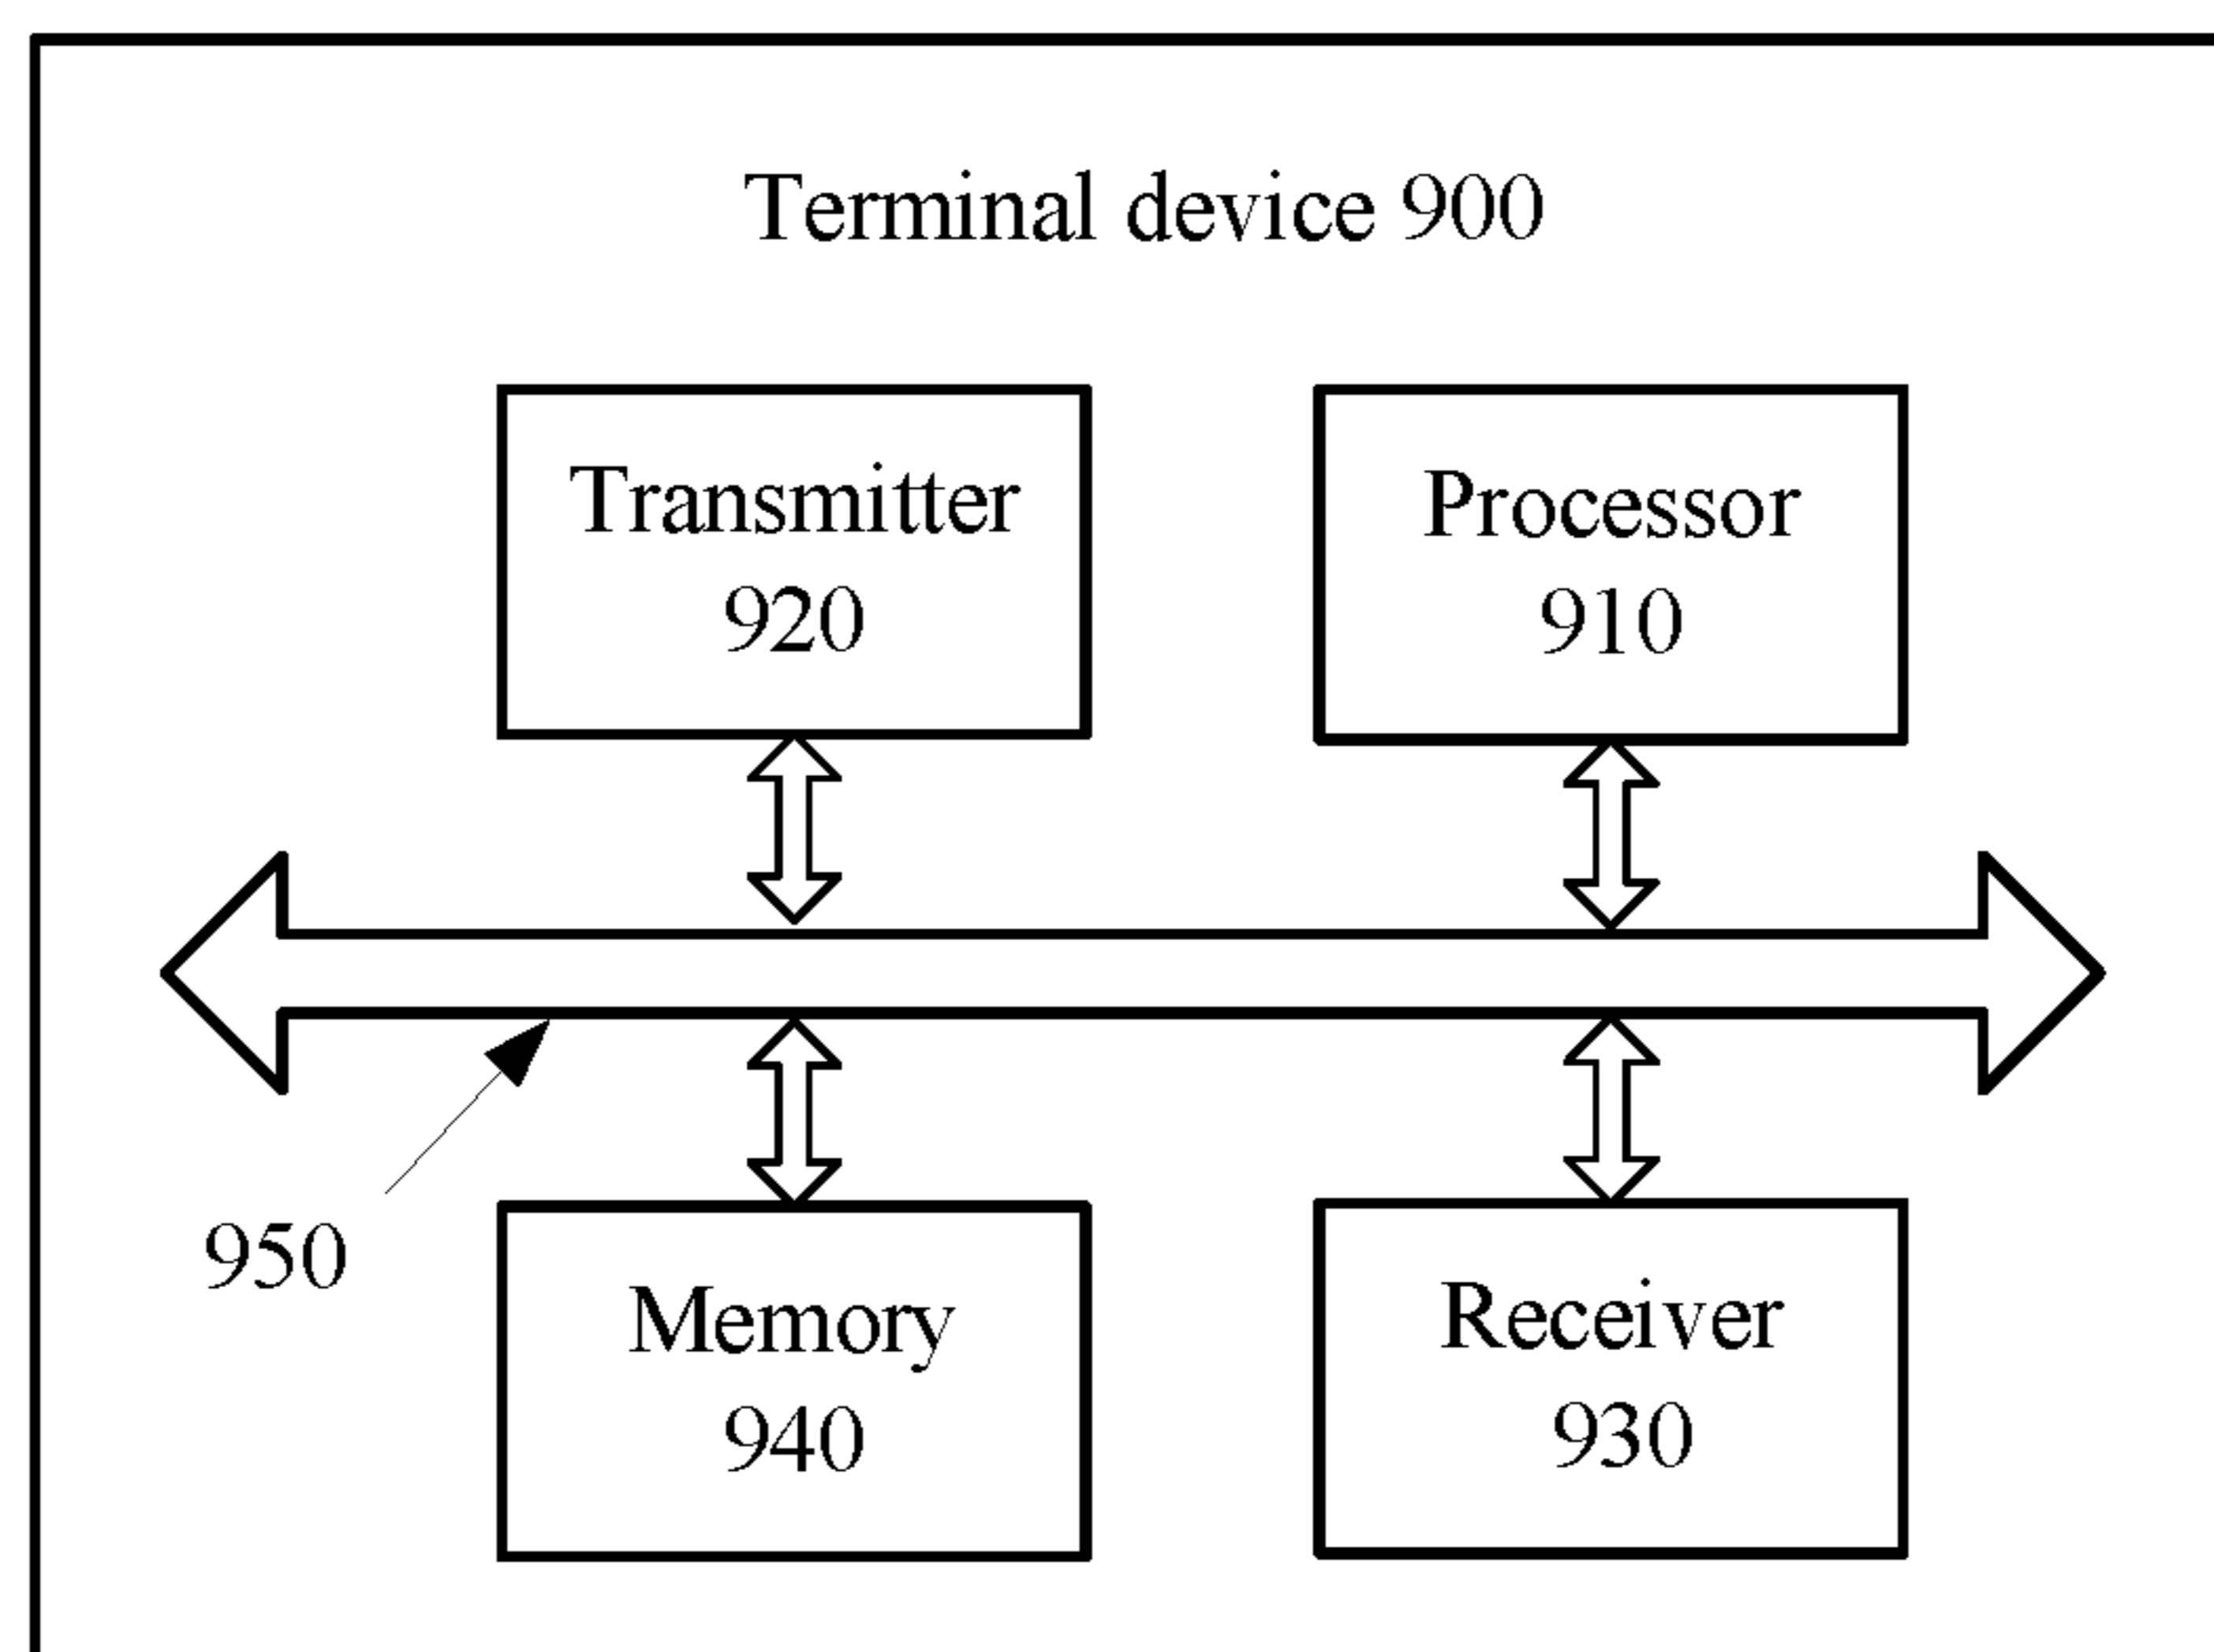 Terminal device 900
Transmitter
920
Processor
910
950
Memory
940
Receiver
930